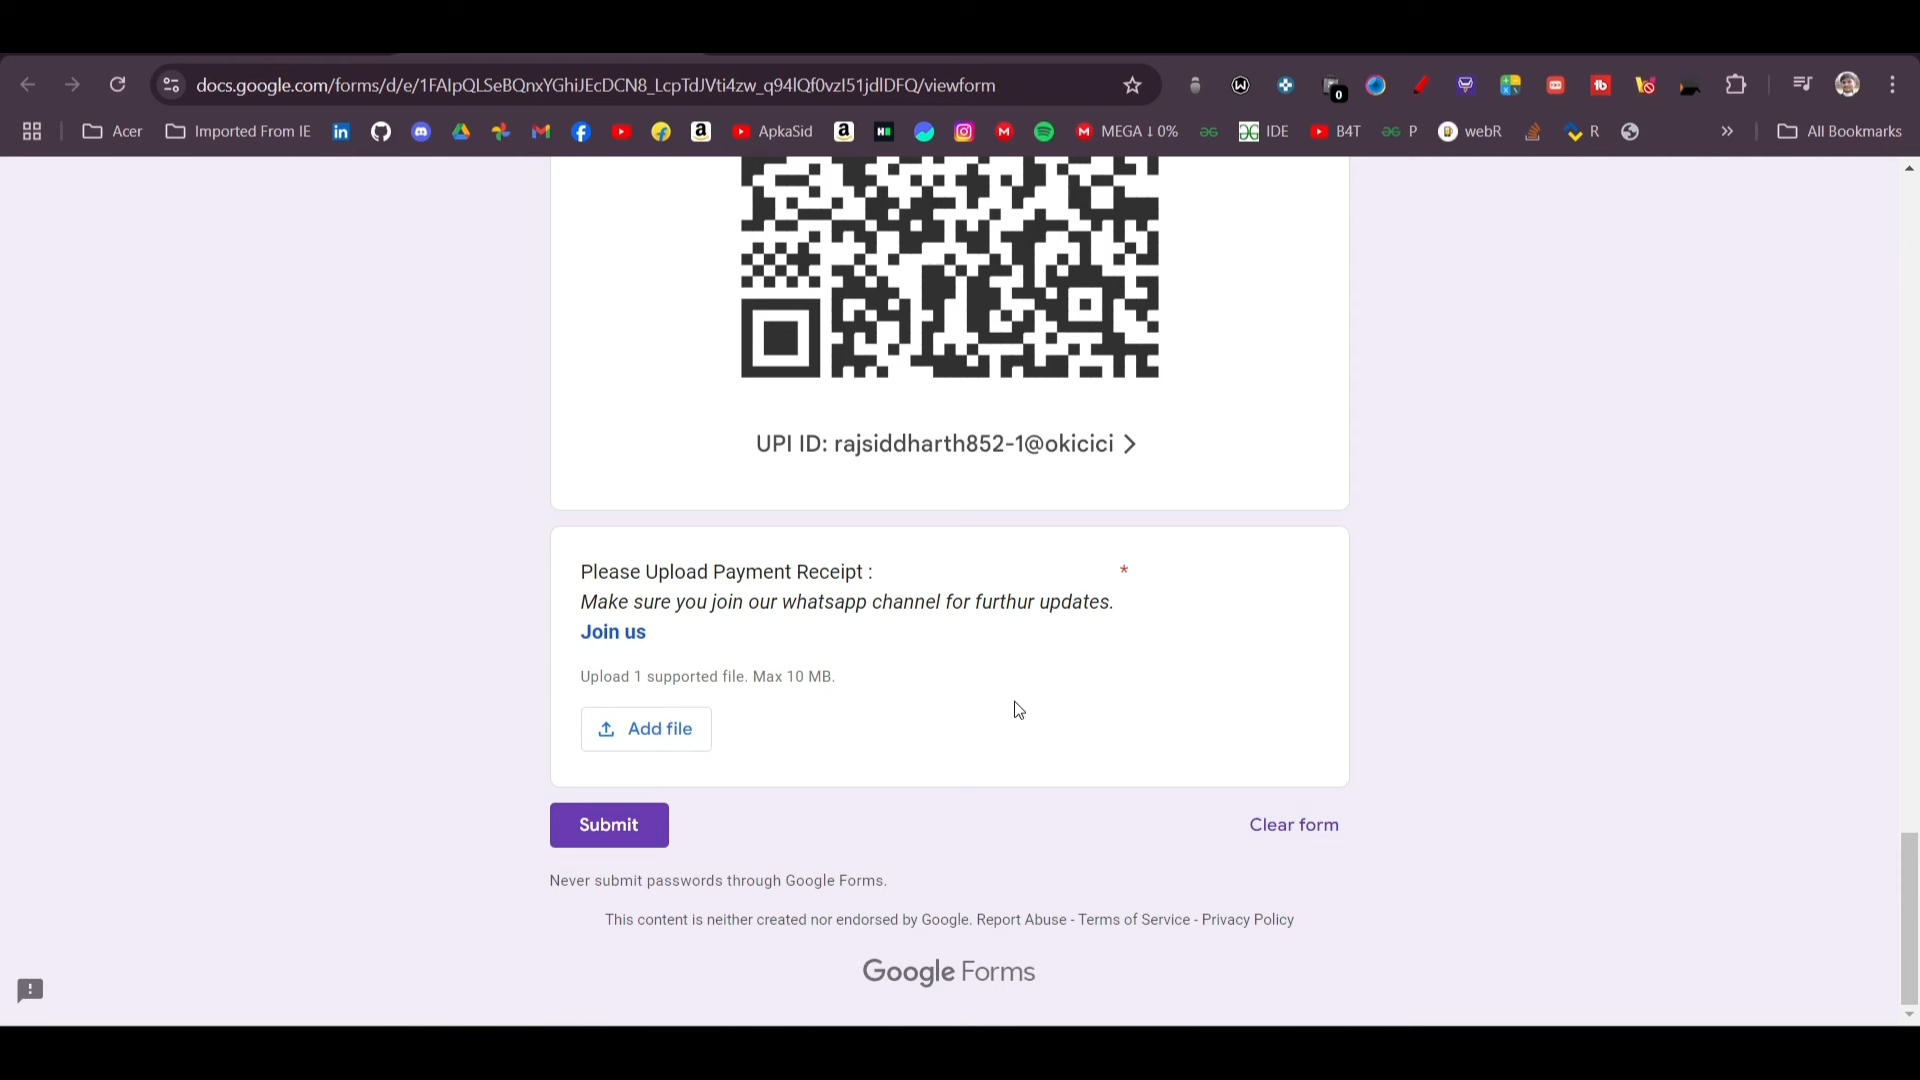 docs.google.com/forms/d/e/1FAIpQLSeBQnxYGhiJEcDCN8_LcpTdJVti4zw_q94lQf0vzI51jdlDFQ/viewform
0
Acer
Imported From IE
ApkaSid
MEGA ⭳ 0%
IDE
B4T
P
webR
R
All Bookmarks
UPI ID: rajsiddharth852-1@okicici
Please Upload Payment Receipt : *
Make sure you join our whatsapp channel for furthur updates.
Join us
Upload 1 supported file. Max 10 MB.
Add file
Submit
Clear form
Never submit passwords through Google Forms.
This content is neither created nor endorsed by Google. Report Abuse - Terms of Service - Privacy Policy
Google Forms